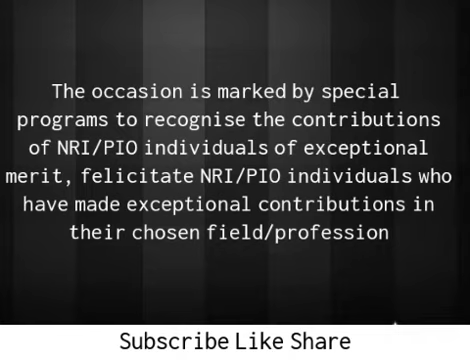 The occasion is marked by special
programs to recognise the contributions
of NRI/PIO individuals of exceptional
merit, felicitate NRI/PIO individuals who
have made exceptional contributions in
their chosen field/profession
Subscribe Like Share